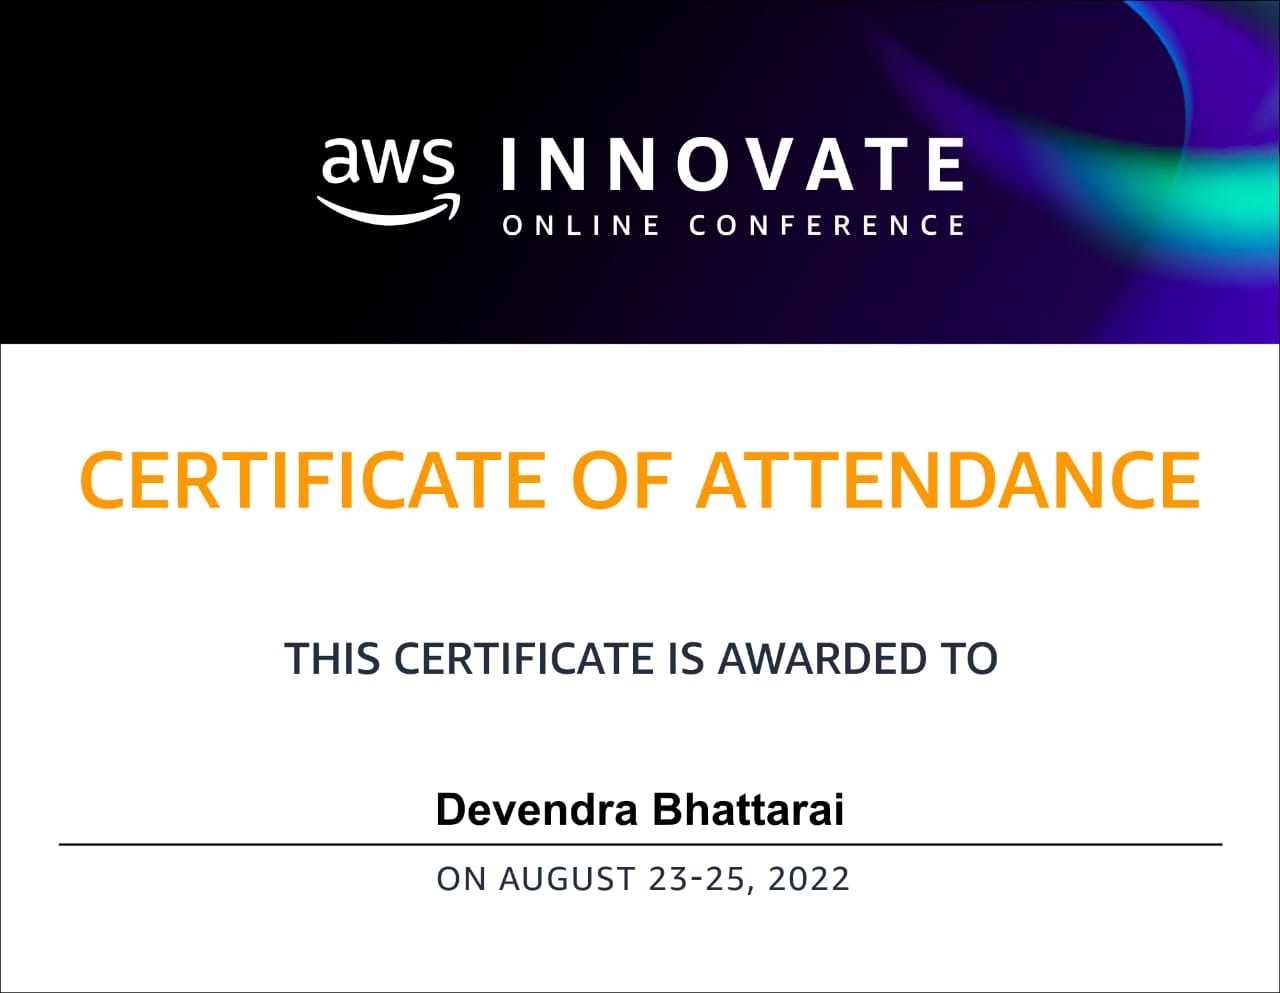 aws INNOVATE
ONLINE CONFERENCE
CERTIFICATE OF ATTENDANCE
THIS CERTIFICATE IS AWARDED TO
Devendra Bhattarai
ON AUGUST 23-25, 2022